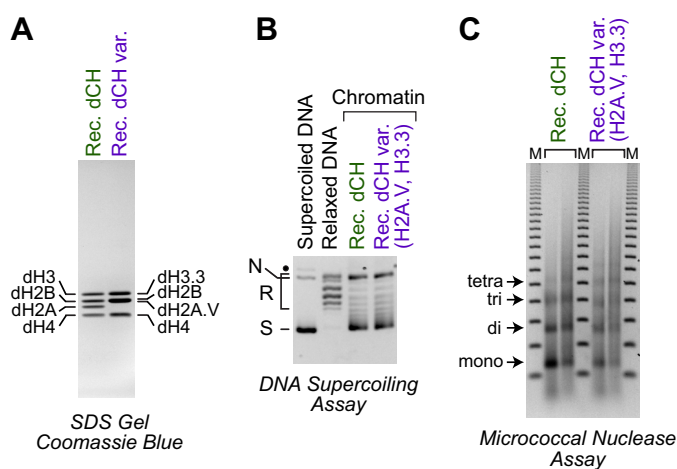 A
Rec. dCH
Rec. dCH var.
dH3
dH2B
dH2A
dH4
dH3.3
dH2B
dH2A.V
dH4
SDS Gel
Coomassie Blue
B
Chromatin
Supercoiled DNA
Relaxed DNA
Rec. dCH
Rec. dCH var.
(H2A.V, H3.3)
N
R
S
DNA Supercoiling
Assay
C
Rec. dCH
Rec. dCH var.
(H2A.V, H3.3)
M M M
tetra
tri
di
mono
Micrococcal Nuclease
Assay